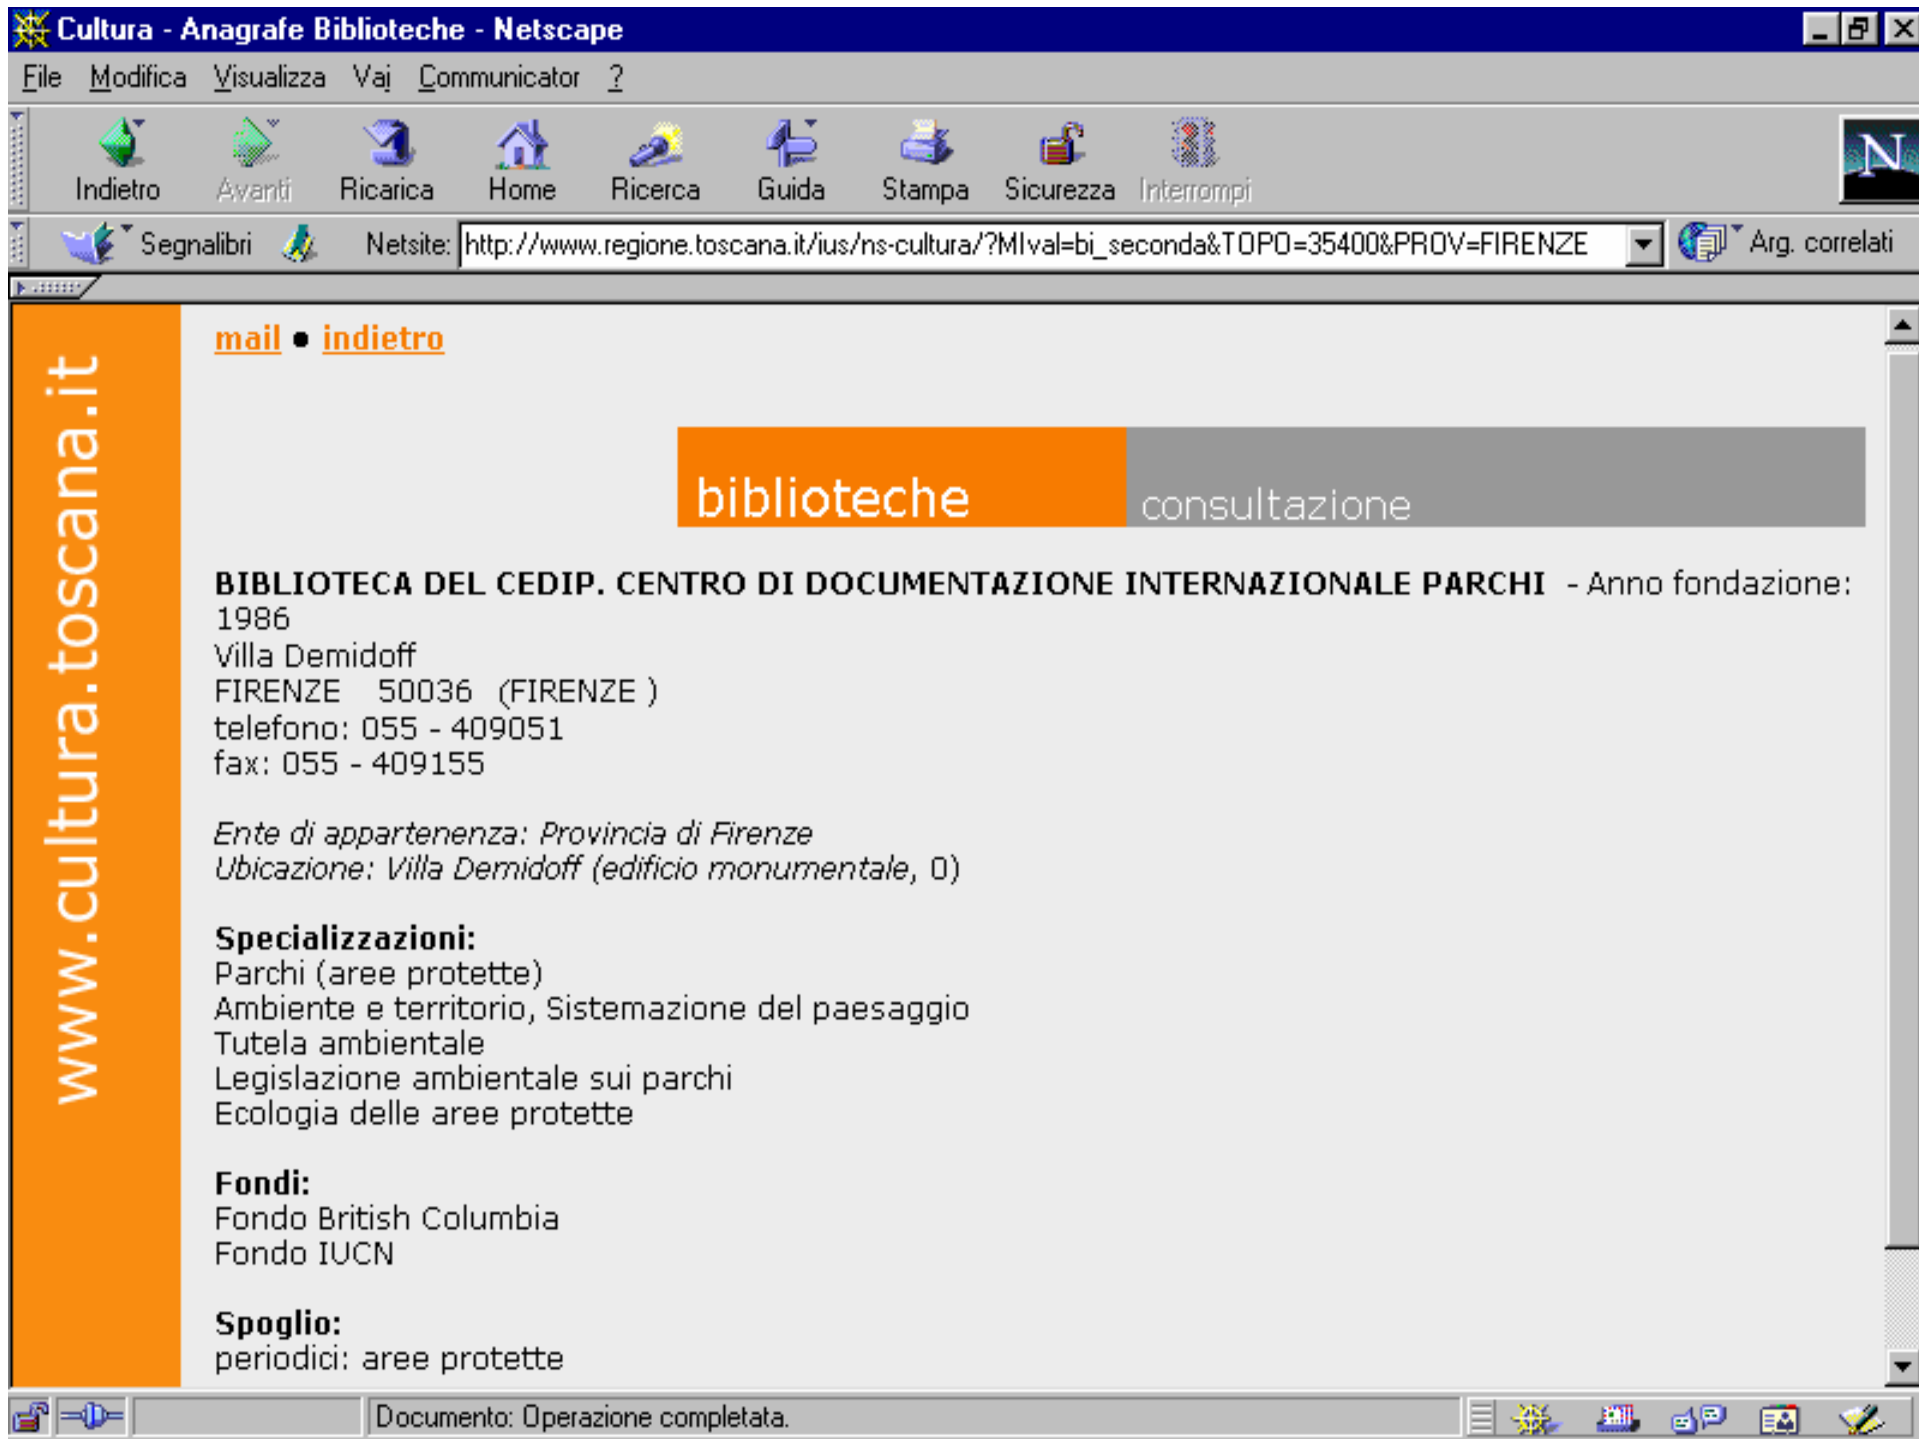 Cultura - Anagrafe Biblioteche - Netscape
File Modifica Visualizza Vai Communicator ?
Indietro Avanti Ricarica Home Ricerca Guida Stampa Sicurezza Interrompi
N
Segnalibri Netsite: http://www.regione.toscana.it/ius/ns-cultura/?MIval=bi_seconda&TOPO=35400&PROV=FIRENZE Arg. correlati
www.cultura.toscana.it
mail • indietro
biblioteche consultazione
BIBLIOTECA DEL CEDIP. CENTRO DI DOCUMENTAZIONE INTERNAZIONALE PARCHI - Anno fondazione:
1986
Villa Demidoff
FIRENZE 50036 (FIRENZE )
telefono: 055 - 409051
fax: 055 - 409155
Ente di appartenenza: Provincia di Firenze
Ubicazione: Villa Demidoff (edificio monumentale, 0)
Specializzazioni:
Parchi (aree protette)
Ambiente e territorio, Sistemazione del paesaggio
Tutela ambientale
Legislazione ambientale sui parchi
Ecologia delle aree protette
Fondi:
Fondo British Columbia
Fondo IUCN
Spoglio:
periodici: aree protette
Documento: Operazione completata.